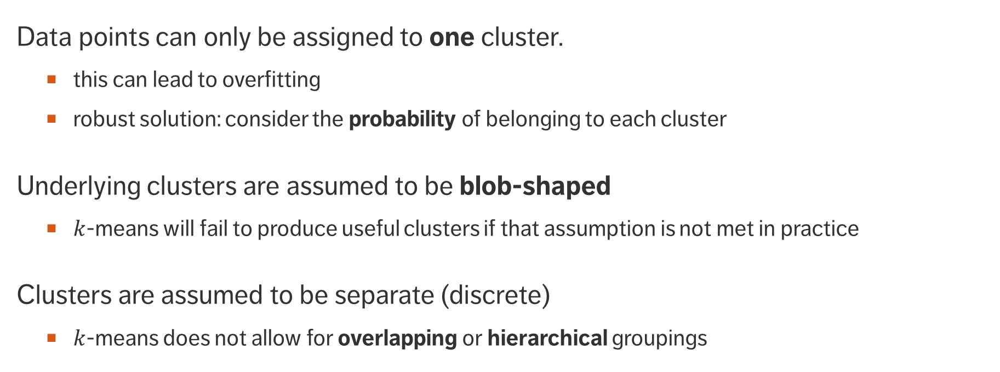 Data points can only be assigned to one cluster.
this can lead to overfitting
robust solution: consider the probability of belonging to each cluster
Underlying clusters are assumed to be blob-shaped
k-means will fail to produce useful clusters if that assumption is not met in practice
Clusters are assumed to be separate (discrete)
k-means does not allow for overlapping or hierarchical groupings